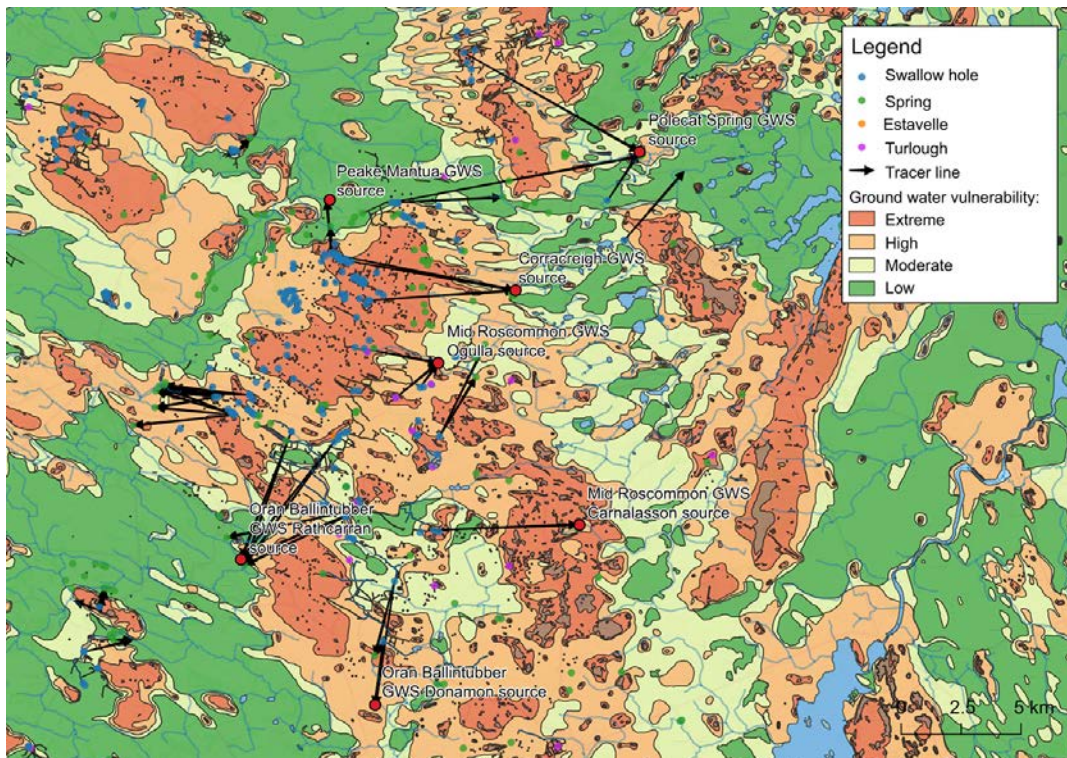 Legend
Swallow hole
Spring
Estavelle
Turlough
Tracer line
Ground water vulnerability:
Extreme
High
Moderate
Low
Polecat Spring GWS
source
Peake Mantua GWS
source
Corracreigh GWS
source
Mid Roscommon GWS
Ogulla source
Mid Roscommon GWS
Carnalasson source
Oran Ballintubber
GWS Rathcarran
source
Oran Ballintubber
GWS Donamon source
0 2.5 5 km